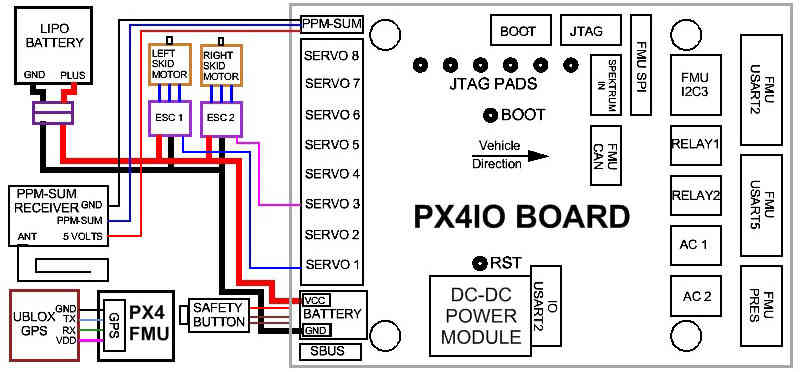 LIPO
BATTERY
GND
PLUS
LEFT
SKID
MOTOR
RIGHT
SKID
MOTOR
ESC 1
ESC 2
PPM-SUM
RECEIVER
GND
PPM-SUM
5 VOLTS
ANT
UBLOX
GPS
GND
TX
RX
VDD
GPS
PX4
FMU
SAFETY
BUTTON
PPM-SUM
SERVO 8
SERVO 7
SERVO 6
SERVO 5
SERVO 4
SERVO 3
SERVO 2
SERVO 1
VCC
BATTERY
GND
SBUS
BOOT
JTAG
JTAG PADS
BOOT
SPEKTRUM
IN
FMU SPI
FMU
CAN
Vehicle
Direction
PX4IO BOARD
RST
DC-DC
POWER
MODULE
IO
USART2
FMU
I2C3
RELAY1
RELAY2
AC 1
AC 2
FMU
USART2
FMU
USART5
FMU
PRES